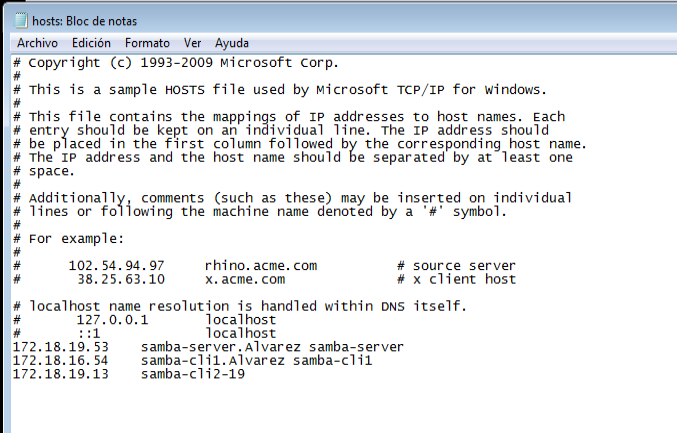 hosts: Bloc de notas
Archivo Edición Formato Ver Ayuda
# Copyright (c) 1993-2009 Microsoft Corp.
#
# This is a sample HOSTS file used by Microsoft TCP/IP for Windows.
#
# This file contains the mappings of IP addresses to host names. Each
# entry should be kept on an individual line. The IP address should
# be placed in the first column followed by the corresponding host name.
# The IP address and the host name should be separated by at least one
# space.
#
# Additionally, comments (such as these) may be inserted on individual
# lines or following the machine name denoted by a '#' symbol.
#
# For example:
#
#      102.54.94.97     rhino.acme.com          # source server
#       38.25.63.10     x.acme.com              # x client host

# localhost name resolution is handled within DNS itself.
#       127.0.0.1       localhost
#       ::1             localhost
172.18.19.53    samba-server.Alvarez samba-server
172.18.16.54    samba-cli1.Alvarez samba-cli1
172.18.19.13    samba-cli2-19